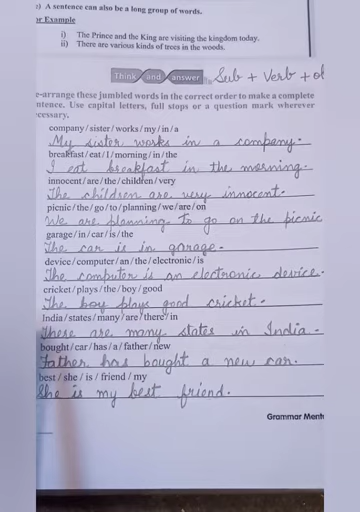 :) A sentence can also be a long group of words.
or Example
i) The Prince and the King are visiting the kingdom today.
ii) There are various kinds of trees in the woods.
Think and answer Sub + Verb + ob
e-arrange these jumbled words in the correct order to make a complete
ntence. Use capital letters, full stops or a question mark wherever
ecessary.
company / sister / works / my / in / a
My sister works in a company.
breakfast / eat / I / morning / in / the
I eat breakfast in the morning.
innocent / are / the / children / very
The children are very innocent.
picnic / the / go / to / planning / we / are / on
We are planning to go on the picnic
garage / in / car / is / the
The car is in garage.
device / computer / an / the / electronic / is
The computer is an electronic device.
cricket / plays / the / boy / good
The boy plays good cricket.
India / states / many / are / there / in
There are many states in India.
bought / car / has / a / father / new
Father has bought a new car.
best / she / is / friend / my
She is my best friend.
Grammar Ment